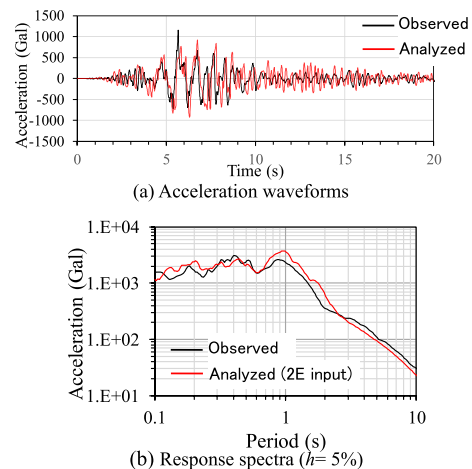 1500
1000
500
0
-500
-1000
-1500
Acceleration (Gal)
Observed
Analyzed
0 5 10 15 20
Time (s)
(a) Acceleration waveforms
1.E+04
1.E+03
1.E+02
1.E+01
Acceleration (Gal)
Observed
Analyzed (2E input)
0.1 1 10
Period (s)
(b) Response spectra (h= 5%)